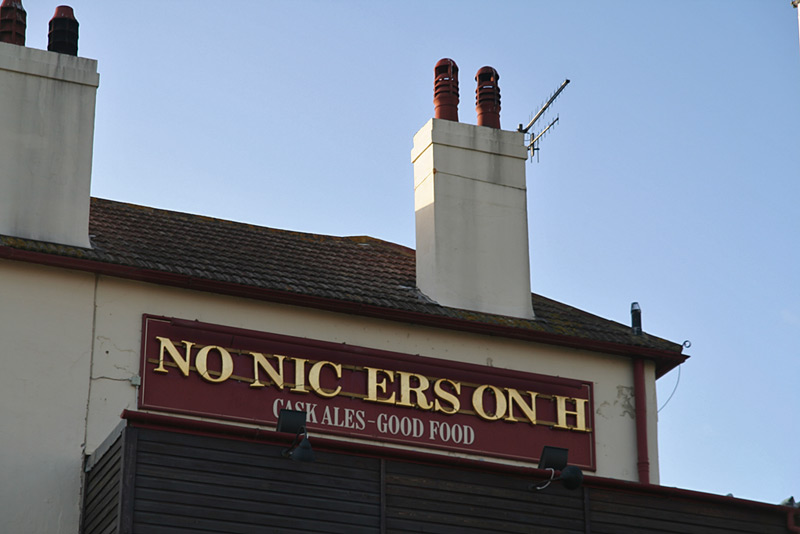 NO NIC ERS ON H
CASK ALES - GOOD FOOD